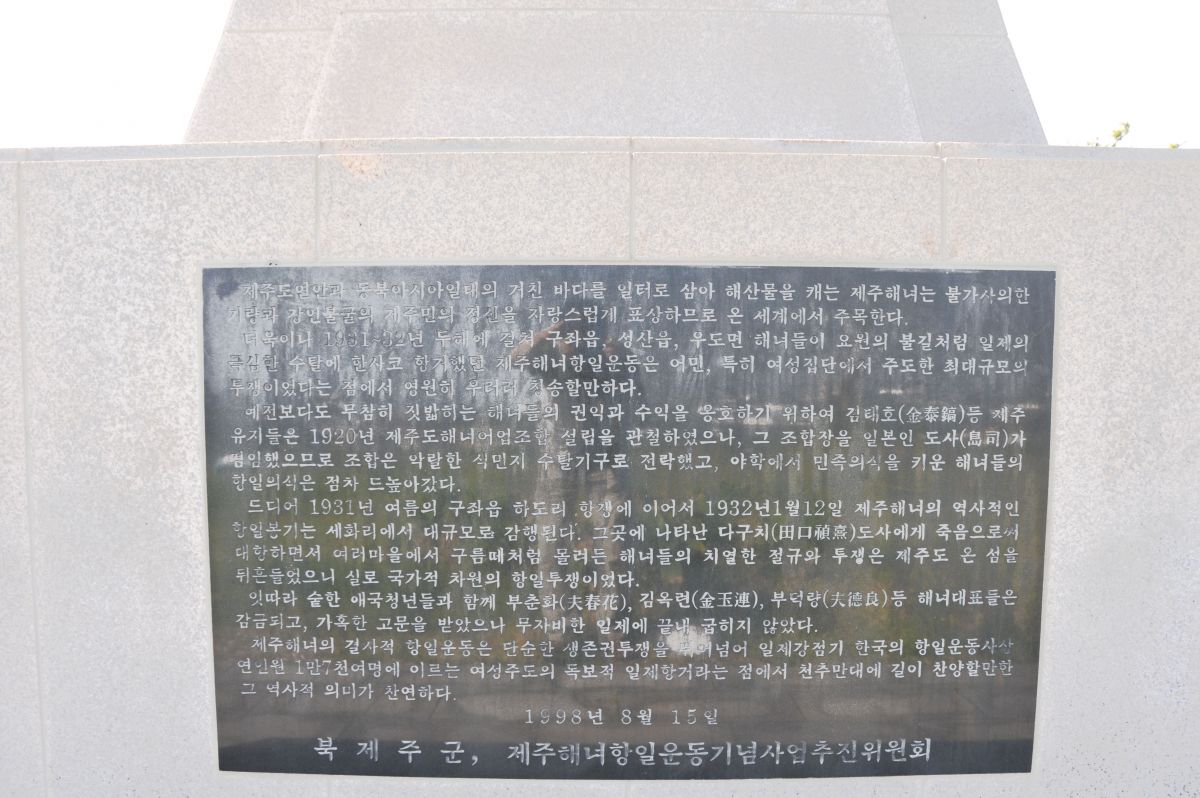 제주도연안과 동북아시아일대의 거친 바다를 일터로 삼아 해산물을 캐는 제주해녀는 불가사의한
기량과 강인불굴의 제주민의 정신을 자랑스럽게 표상하므로 온 세계에서 주목한다.
더욱이나 1931~32년 두해에 걸쳐 구좌읍, 성산읍, 우도면 해녀들이 요원의 불길처럼 일제의
극심한 수탈에 한사코 항거했던 제주해녀항일운동은 어민, 특히 여성집단에서 주도한 최대규모의
투쟁이었다는 점에서 영원히 우러러 칭송할만하다.
예전보다도 무참히 짓밟히는 해녀들의 권익과 수익을 옹호하기 위하여 김태호(金泰鎬)등 제주
유지들은 1920년 제주도해녀어업조합 설립을 관철하였으나, 그 조합장을 일본인 도사(島司)가
겸임했으므로 조합은 악랄한 식민지 수탈기구로 전락했고, 야학에서 민족의식을 키운 해녀들의
항일의식은 점차 드높아갔다.
드디어 1931년 여름의 구좌읍 하도리 항쟁에 이어서 1932년1월12일 제주해녀의 역사적인
항일봉기는 세화리에서 대규모로 감행된다. 그곳에 나타난 다구치(田口禎熹)도사에게 죽음으로써
대항하면서 여러마을에서 구름떼처럼 몰려든 해녀들의 치열한 절규와 투쟁은 제주도 온 섬을
뒤흔들었으니 실로 국가적 차원의 항일투쟁이었다.
잇따라 숱한 애국청년들과 함께 부춘화(夫春花), 김옥련(金玉連), 부덕량(夫德良)등 해녀대표들은
감금되고, 가혹한 고문을 받았으나 무자비한 일제에 끝내 굽히지 않았다.
제주해녀의 결사적 항일운동은 단순한 생존권투쟁을 뛰어넘어 일제강점기 한국의 항일운동사상
연인원 1만7천여명에 이르는 여성주도의 독보적 일제항거라는 점에서 천추만대에 길이 찬양할만한
그 역사적 의미가 찬연하다.
1998년 8월 15일
북제주군, 제주해녀항일운동기념사업추진위원회